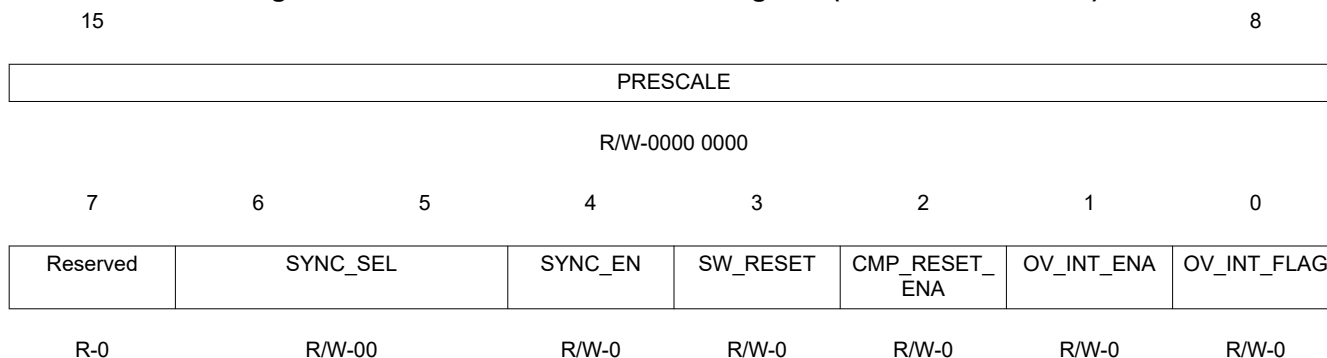 15 8
PRESCALE
R/W-0000 0000
7 6 5 4 3 2 1 0
Reserved SYNC_SEL SYNC_EN SW_RESET CMP_RESET_ OV_INT_ENA OV_INT_FLAG
ENA
R-0 R/W-00 R/W-0 R/W-0 R/W-0 R/W-0 R/W-0